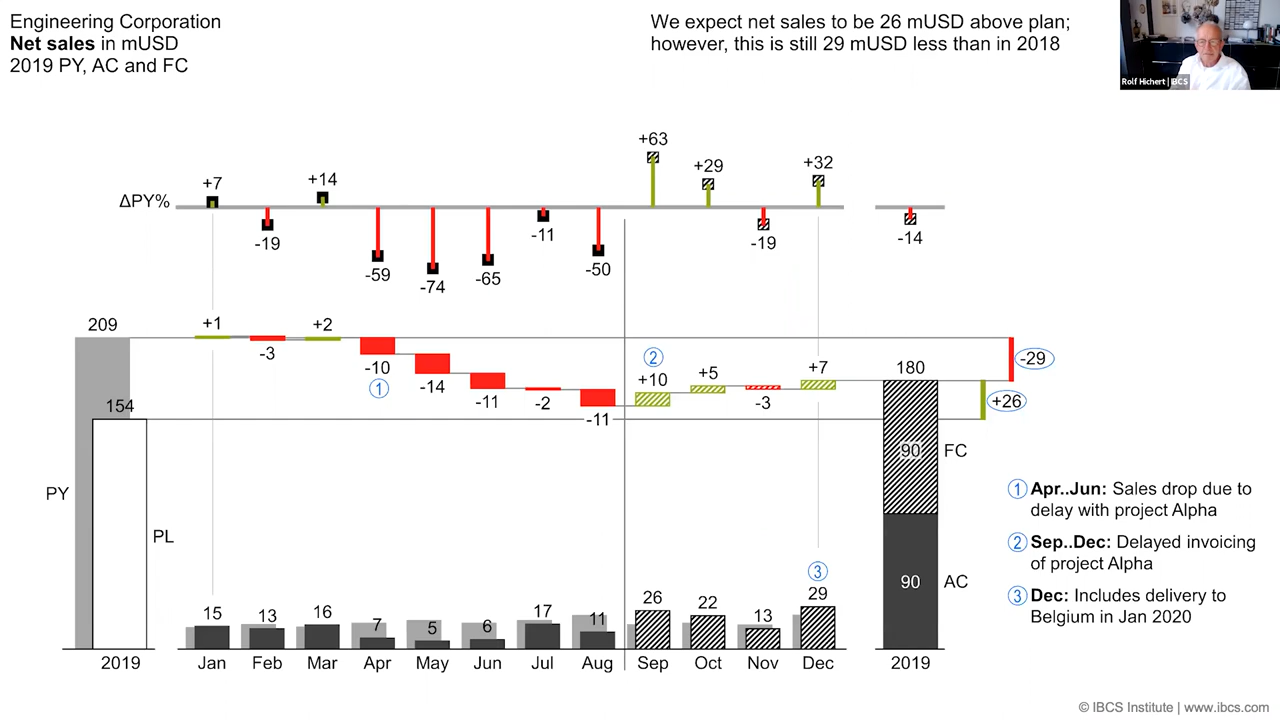 Engineering Corporation
Net sales in mUSD
2019 PY, AC and FC
We expect net sales to be 26 mUSD above plan;
however, this is still 29 mUSD less than in 2018
Rolf Hichert | IBCS
ΔPY%
+7
-19
+14
-59
-74
-65
-11
-50
+63
+29
-19
+32
-14
209
154
PY
PL
2019
+1
-3
+2
-10
①
-14
-11
-2
-11
②
+10
+5
-3
+7
180
-29
+26
90
FC
90
AC
2019
15
13
16
7
5
6
17
11
26
22
13
③
29
Jan Feb Mar Apr May Jun Jul Aug Sep Oct Nov Dec
① Apr..Jun: Sales drop due to
delay with project Alpha
② Sep..Dec: Delayed invoicing
of project Alpha
③ Dec: Includes delivery to
Belgium in Jan 2020
© IBCS Institute | www.ibcs.com